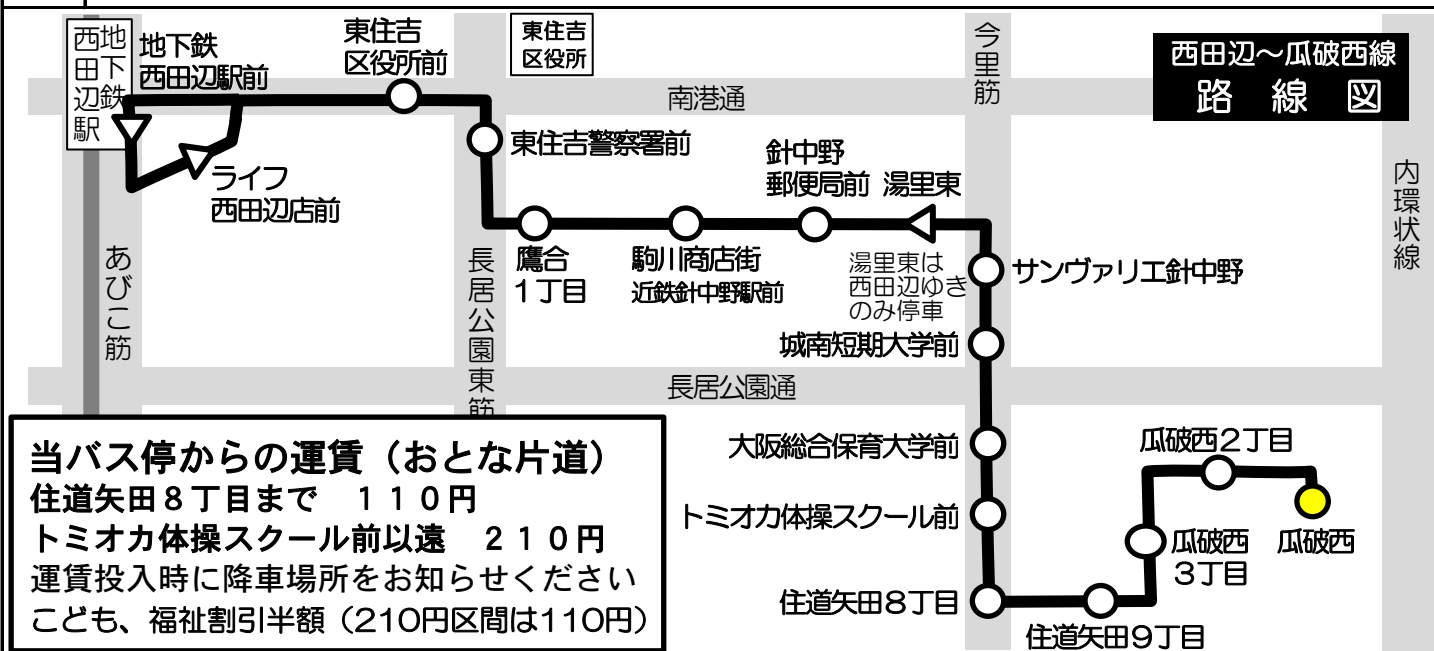 西田辺～瓜破西線
路線図
地下鉄
西田辺駅
地下鉄
西田辺駅前
東住吉
区役所前
東住吉
区役所
南港通
今里筋
内環状線
ライフ
西田辺店前
東住吉警察署前
針中野
郵便局前
湯里東
あびこ筋
長居公園東筋
鷹合
１丁目
駒川商店街
近鉄針中野駅前
湯里東は
西田辺ゆき
のみ停車
サンヴァリエ針中野
城南短期大学前
長居公園通
大阪総合保育大学前
トミオカ体操スクール前
住道矢田８丁目
住道矢田９丁目
瓜破西
３丁目
瓜破西２丁目
瓜破西
当バス停からの運賃（おとな片道）
住道矢田８丁目まで　１１０円
トミオカ体操スクール前以遠　２１０円
運賃投入時に降車場所をお知らせください
こども、福祉割引半額（210円区間は110円）